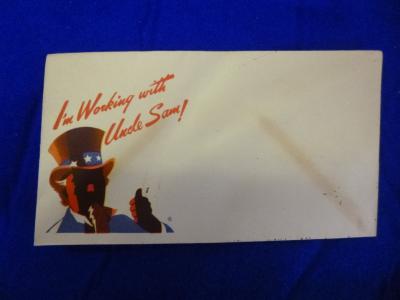 I'm Working with
Uncle Sam!